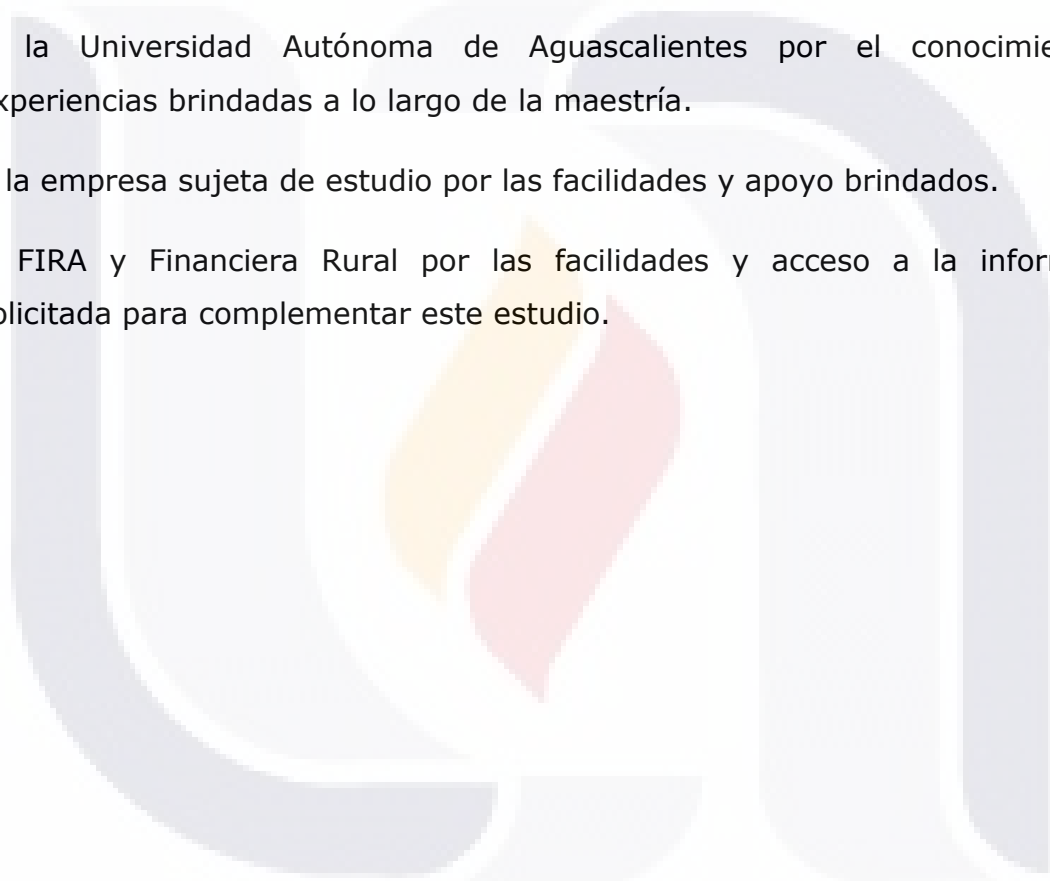 la Universidad Autónoma de Aguascalientes por el conocimie
xperiencias brindadas a lo largo de la maestría.
la empresa sujeta de estudio por las facilidades y apoyo brindados.
FIRA y Financiera Rural por las facilidades y acceso a la infor
olicitada para complementar este estudio.